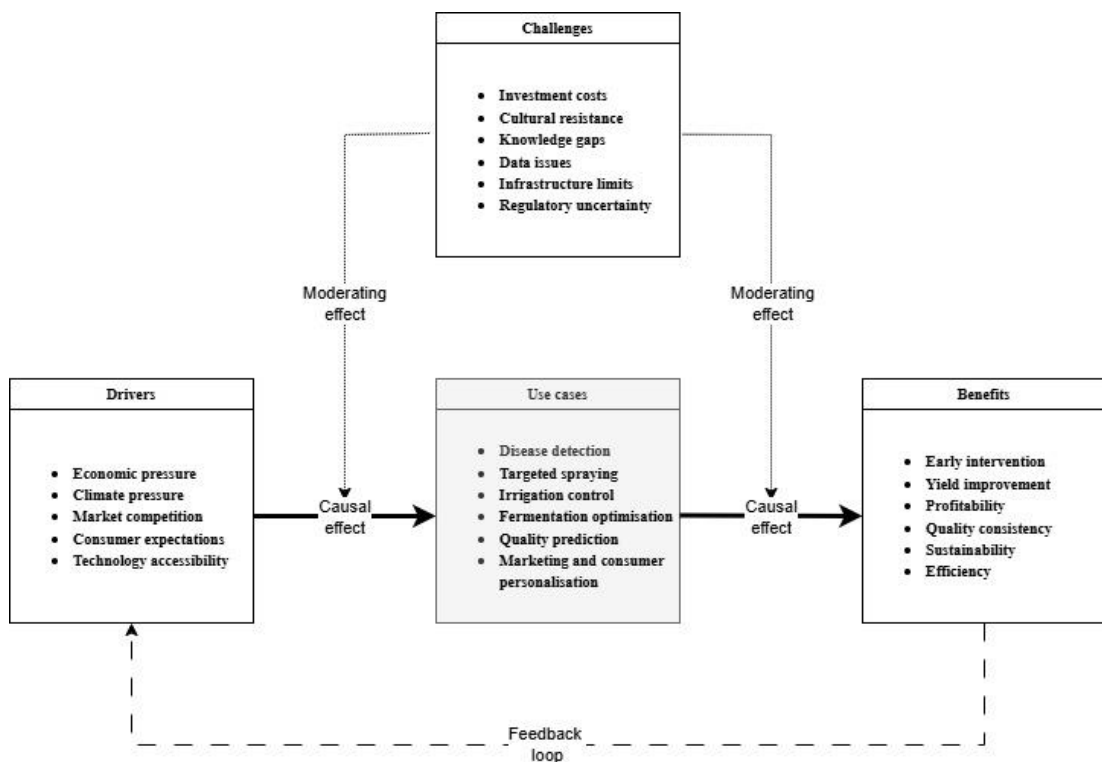 Challenges
Investment costs
Cultural resistance
Knowledge gaps
Data issues
Infrastructure limits
Regulatory uncertainty
Moderating
effect
Moderating
effect
Drivers
Economic pressure
Climate pressure
Market competition
Consumer expectations
Technology accessibility
Causal
effect
Use cases
Disease detection
Targeted spraying
Irrigation control
Fermentation optimisation
Quality prediction
Marketing and consumer
personalisation
Causal
effect
Benefits
Early intervention
Yield improvement
Profitability
Quality consistency
Sustainability
Efficiency
Feedback
loop